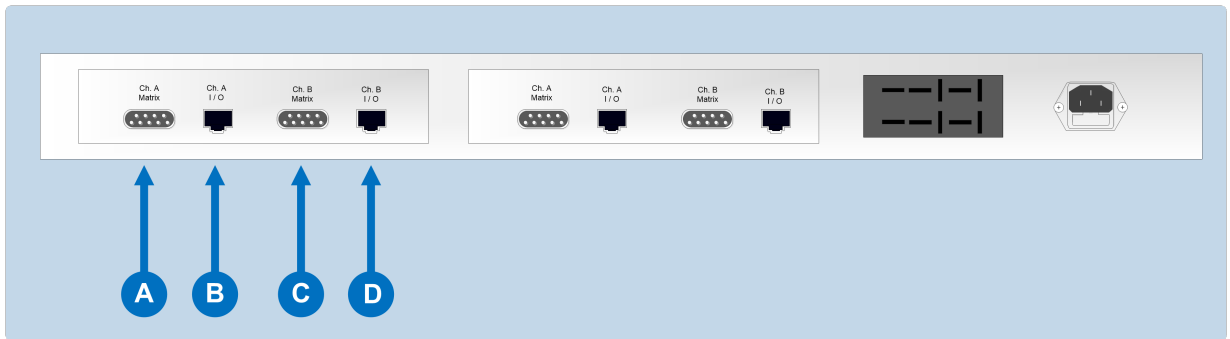 Ch. A
Matrix
Ch. A
I / O
Ch. B
Matrix
Ch. B
I / O
Ch. A
Matrix
Ch. A
I / O
Ch. B
Matrix
Ch. B
I / O
A
B
C
D